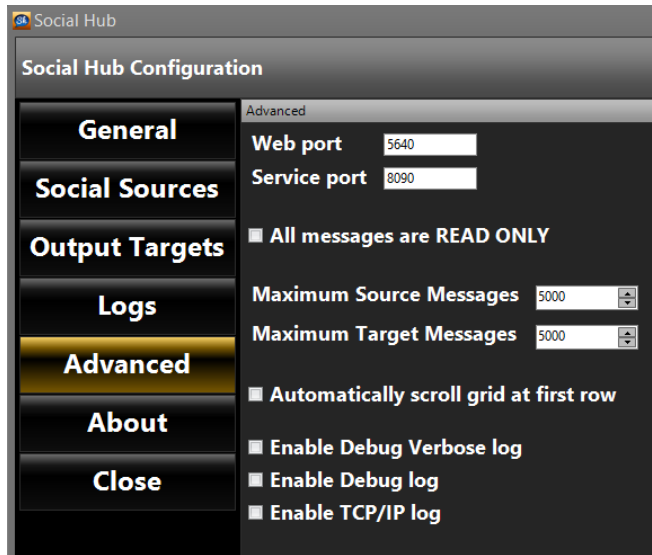 Social Hub
Social Hub Configuration
General
Social Sources
Output Targets
Logs
Advanced
About
Close
Advanced
Web port 5640
Service port 8090
All messages are READ ONLY
Maximum Source Messages 5000
Maximum Target Messages 5000
Automatically scroll grid at first row
Enable Debug Verbose log
Enable Debug log
Enable TCP/IP log